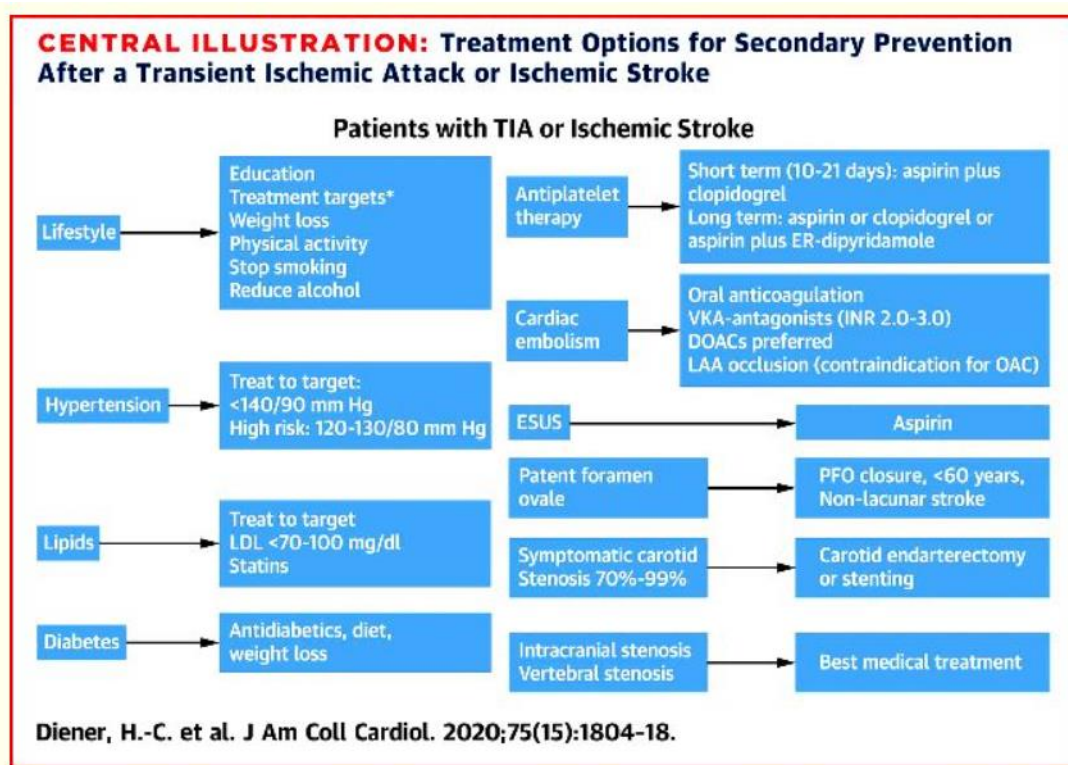 CENTRAL ILLUSTRATION: Treatment Options for Secondary Prevention
After a Transient Ischemic Attack or Ischemic Stroke
Patients with TIA or Ischemic Stroke
Lifestyle
Education
Treatment targets*
Weight loss
Physical activity
Stop smoking
Reduce alcohol
Hypertension
Treat to target:
<140/90 mm Hg
High risk: 120-130/80 mm Hg
Lipids
Treat to target
LDL <70-100 mg/dl
Statins
Diabetes
Antidiabetics, diet,
weight loss
Antiplatelet
therapy
Short term (10-21 days): aspirin plus
clopidogrel
Long term: aspirin or clopidogrel or
aspirin plus ER-dipyridamole
Cardiac
embolism
Oral anticoagulation
VKA-antagonists (INR 2.0-3.0)
DOACs preferred
LAA occlusion (contraindication for OAC)
ESUS
Aspirin
Patent foramen
ovale
PFO closure, <60 years,
Non-lacunar stroke
Symptomatic carotid
Stenosis 70%-99%
Carotid endarterectomy
or stenting
Intracranial stenosis
Vertebral stenosis
Best medical treatment
Diener, H.-C. et al. J Am Coll Cardiol. 2020;75(15):1804-18.